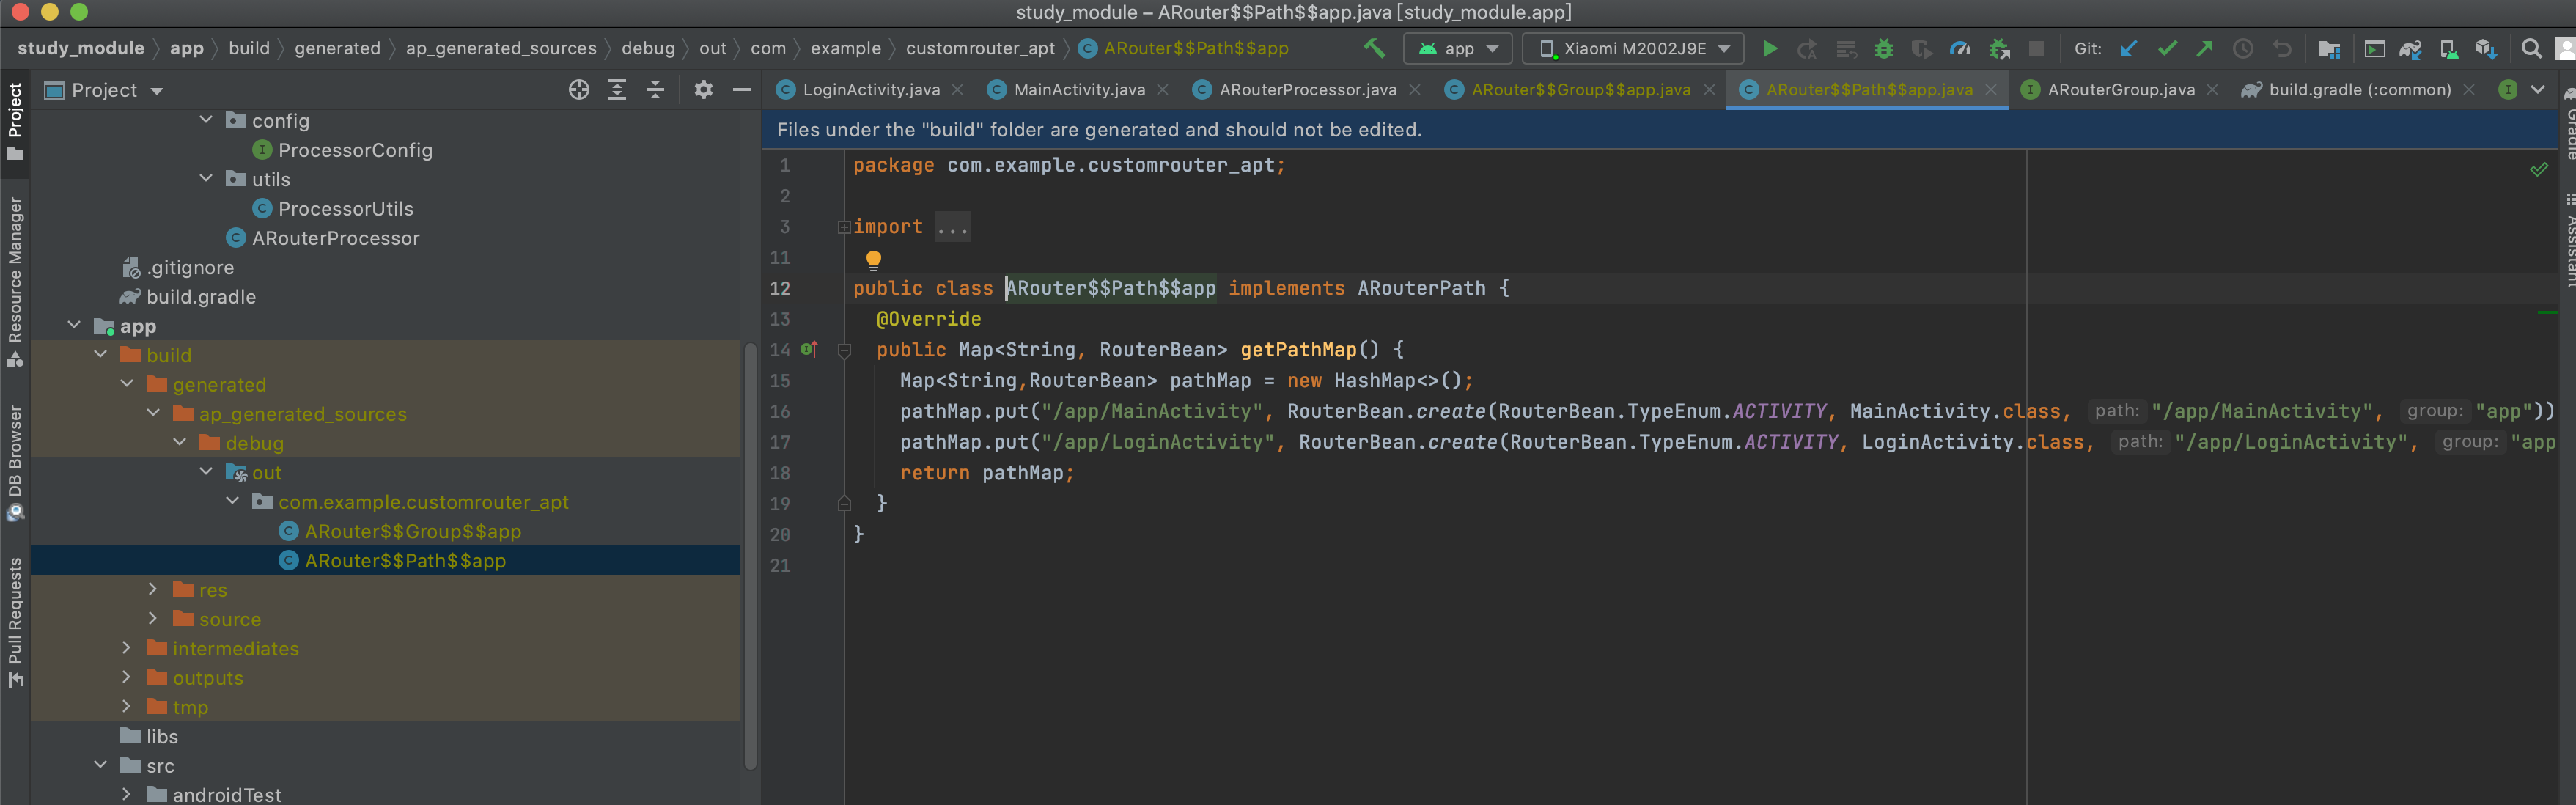 study_module – ARouter$$Path$$app.java [study_module.app]
study_module app build generated ap_generated_sources debug out com example customrouter_apt ARouter$$Path$$app app Xiaomi M2002J9E Git:
Project
LoginActivity.java MainActivity.java ARouterProcessor.java ARouter$$Group$$app.java ARouter$$Path$$app.java ARouterGroup.java build.gradle (:common)
Files under the "build" folder are generated and should not be edited.
Project
Resource Manager
DB Browser
Pull Requests
config
ProcessorConfig
utils
ProcessorUtils
ARouterProcessor
.gitignore
build.gradle
app
build
generated
ap_generated_sources
debug
out
com.example.customrouter_apt
ARouter$$Group$$app
ARouter$$Path$$app
res
source
intermediates
outputs
tmp
libs
src
androidTest
1 package com.example.customrouter_apt;
2
3 import ...
11
12 public class ARouter$$Path$$app implements ARouterPath {
13 @Override
14 public Map<String, RouterBean> getPathMap() {
15 Map<String,RouterBean> pathMap = new HashMap<>();
16 pathMap.put("/app/MainActivity", RouterBean.create(RouterBean.TypeEnum.ACTIVITY, MainActivity.class, path: "/app/MainActivity", group: "app"))
17 pathMap.put("/app/LoginActivity", RouterBean.create(RouterBean.TypeEnum.ACTIVITY, LoginActivity.class, path: "/app/LoginActivity", group: "app
18 return pathMap;
19 }
20 }
21
Gradle
Assistant